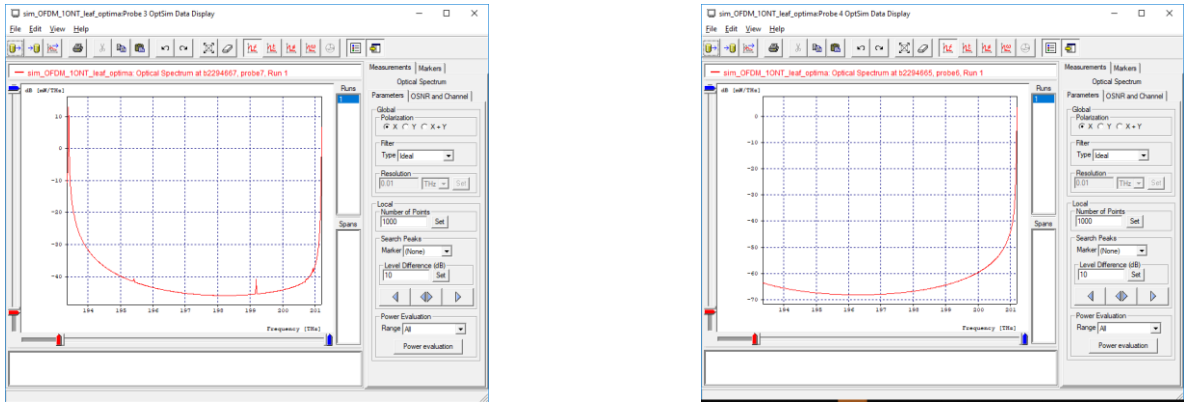 sim_OFDM_1ONT_leaf_optima:Probe 3 OptSim Data Display
File Edit View Help
sim_OFDM_1ONT_leaf_optima: Optical Spectrum at b2294667, probe7, Run 1
dB [mW/THz]
10
0
-10
-20
-30
-40
194 195 196 197 198 199 200 201
Frequency [THz]
Runs
1
Spans
Measurements Markers
Optical Spectrum
Parameters OSNR and Channel
Global
Polarization
X Y X + Y
Filter
Type Ideal
Resolution
0.01 THz Set
Local
Number of Points
1000 Set
Search Peaks
Marker (None)
Level Difference (dB)
10 Set
Power Evaluation
Range All
Power evaluation
sim_OFDM_1ONT_leaf_optima:Probe 4 OptSim Data Display
File Edit View Help
sim_OFDM_1ONT_leaf_optima: Optical Spectrum at b2294665, probe6, Run 1
dB [mW/THz]
0
-10
-20
-30
-40
-50
-60
-70
194 195 196 197 198 199 200 201
Frequency [THz]
Runs
1
Spans
Measurements Markers
Optical Spectrum
Parameters OSNR and Channel
Global
Polarization
X Y X + Y
Filter
Type Ideal
Resolution
0.01 THz Set
Local
Number of Points
1000 Set
Search Peaks
Marker (None)
Level Difference (dB)
10 Set
Power Evaluation
Range All
Power evaluation